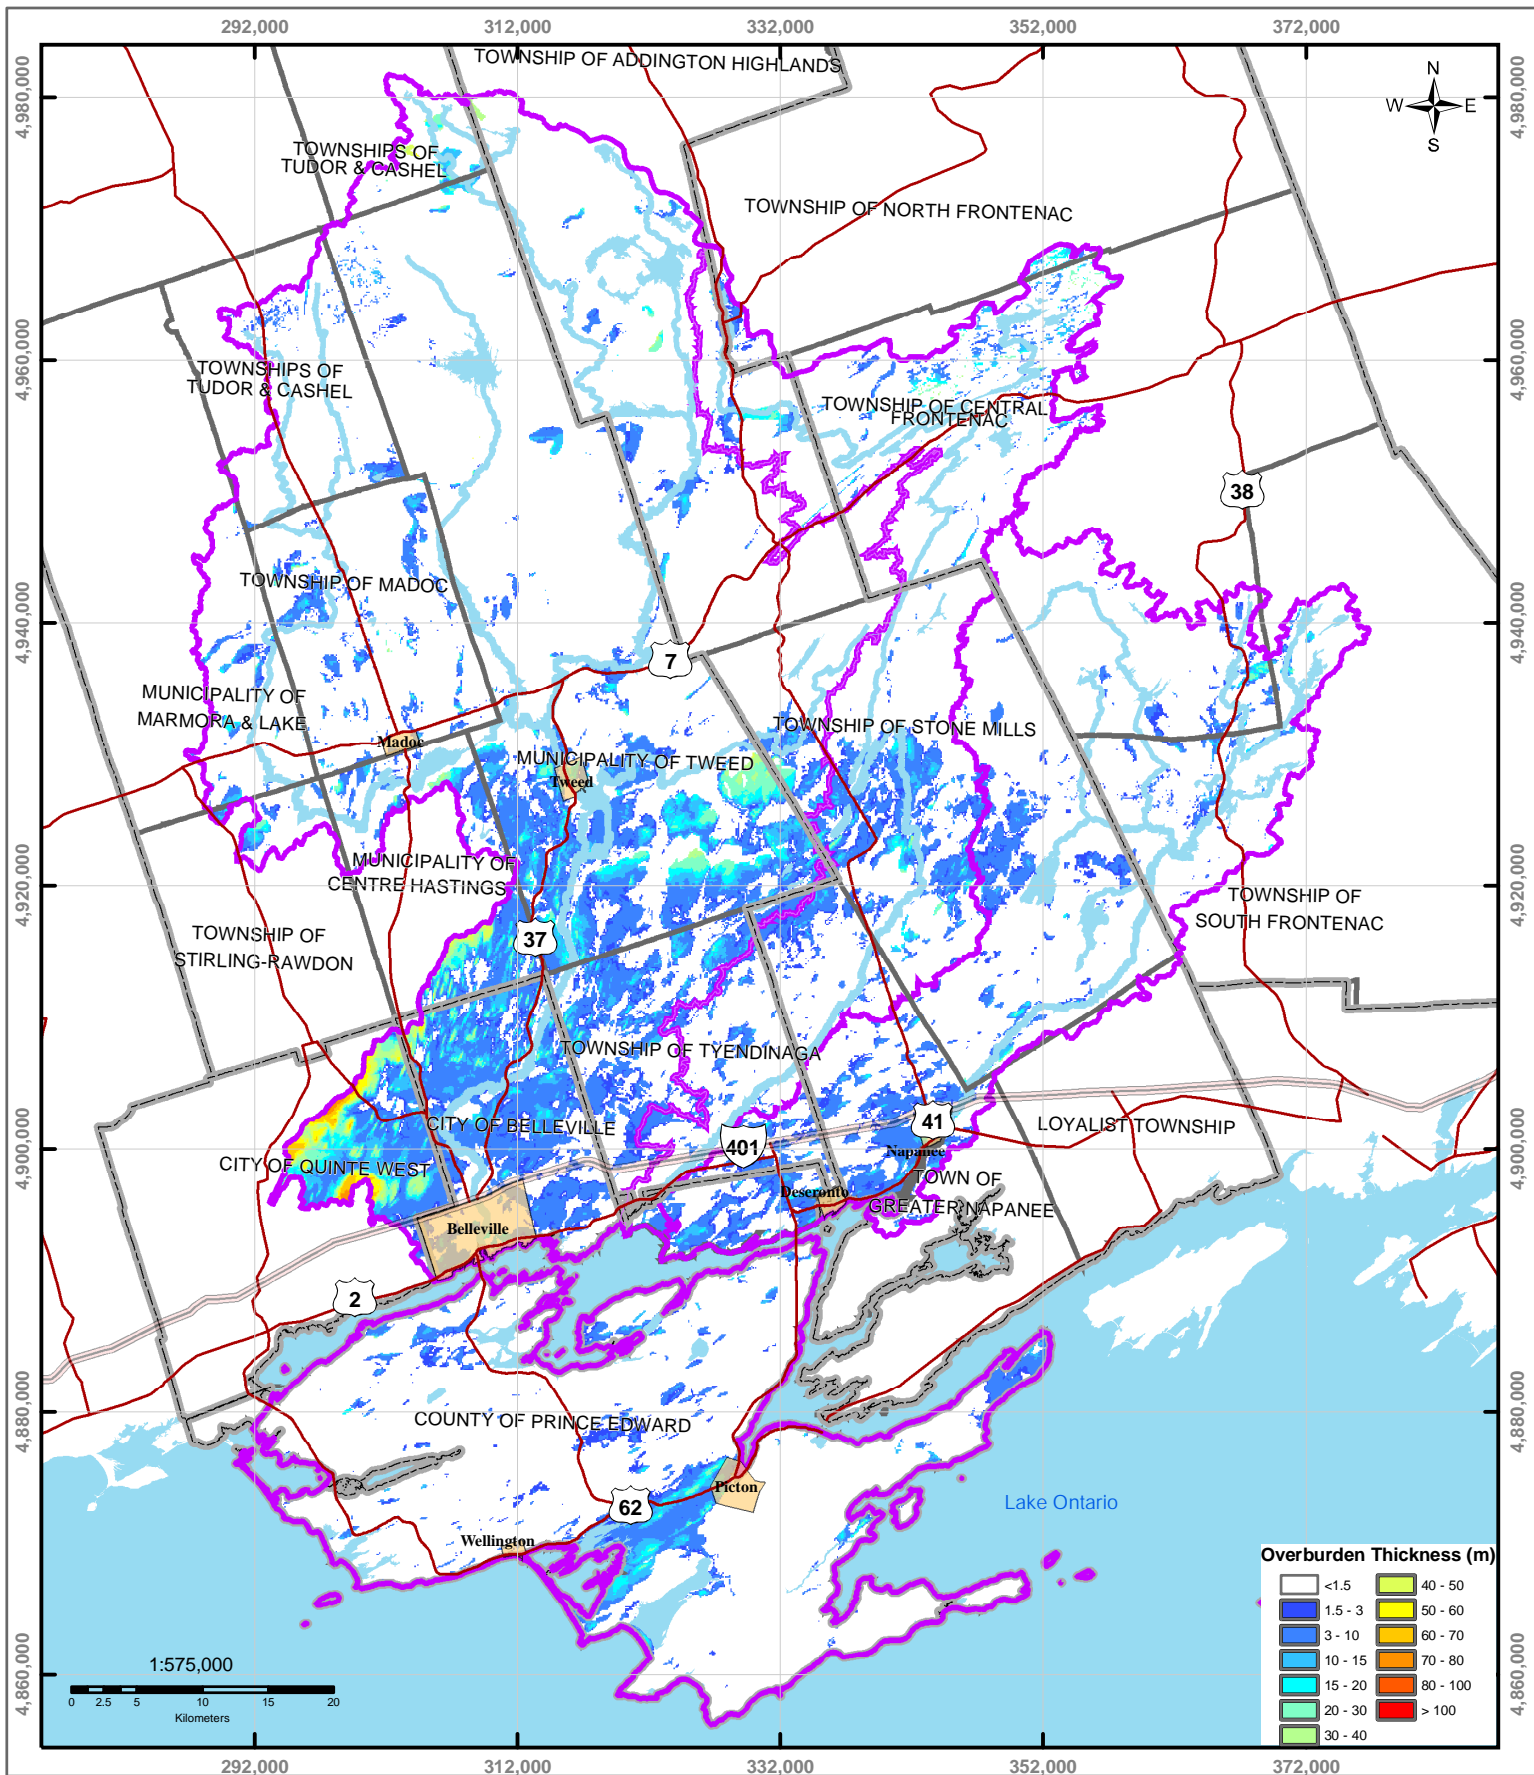 292,000 312,000 332,000 352,000 372,000
4,980,000
4,980,000
TOWNSHIP OF ADDINGTON HIGHLANDS
N
W E
S
TOWNSHIPS OF
TUDOR & CASHEL
TOWNSHIP OF NORTH FRONTENAC
4,960,000
4,960,000
TOWNSHIPS OF
TUDOR & CASHEL
TOWNSHIP OF CENTRAL
FRONTENAC
38
TOWNSHIP OF MADOC
4,940,000
4,940,000
7
MUNICIPALITY OF
MARMORA & LAKE
TOWNSHIP OF STONE MILLS
Madoc
MUNICIPALITY OF TWEED
Tweed
MUNICIPALITY OF
CENTRE HASTINGS
4,920,000
4,920,000
TOWNSHIP OF
SOUTH FRONTENAC
TOWNSHIP OF
STIRLING-RAWDON
37
TOWNSHIP OF TYENDINAGA
CITY OF BELLEVILLE
41
LOYALIST TOWNSHIP
401
Napanee
4,900,000
4,900,000
CITY OF QUINTE WEST
TOWN OF
GREATER NAPANEE
Deseronto
Belleville
2
4,880,000
4,880,000
COUNTY OF PRINCE EDWARD
Picton
62
Lake Ontario
Wellington
Overburden Thickness (m)
<1.5
1.5 - 3
3 - 10
10 - 15
15 - 20
20 - 30
30 - 40
40 - 50
50 - 60
60 - 70
70 - 80
80 - 100
> 100
4,860,000
4,860,000
1:575,000
0 2.5 5 10 15 20
Kilometers
292,000 312,000 332,000 352,000 372,000